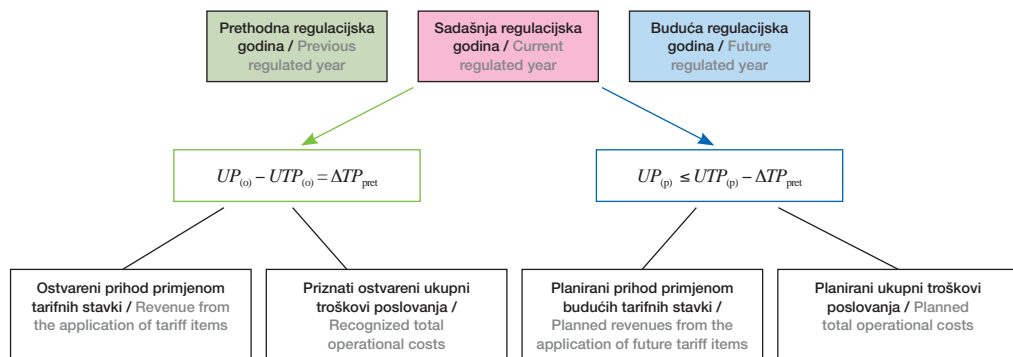 Prethodna regulacijska
godina / Previous
regulated year
Sadašnja regulacijska
godina / Current
regulated year
Buduća regulacijska
godina / Future
regulated year
UP(o) – UTP(o) = ΔTPpret
UP(p) ≤ UTP(p) – ΔTPpret
Ostvareni prihod primjenom
tarifnih stavki / Revenue from
the application of tariff items
Priznati ostvareni ukupni
troškovi poslovanja /
Recognized total
operational costs
Planirani prihod primjenom
budućih tarifnih stavki /
Planned revenues from the
application of future tariff items
Planirani ukupni troškovi
poslovanja / Planned
total operational costs